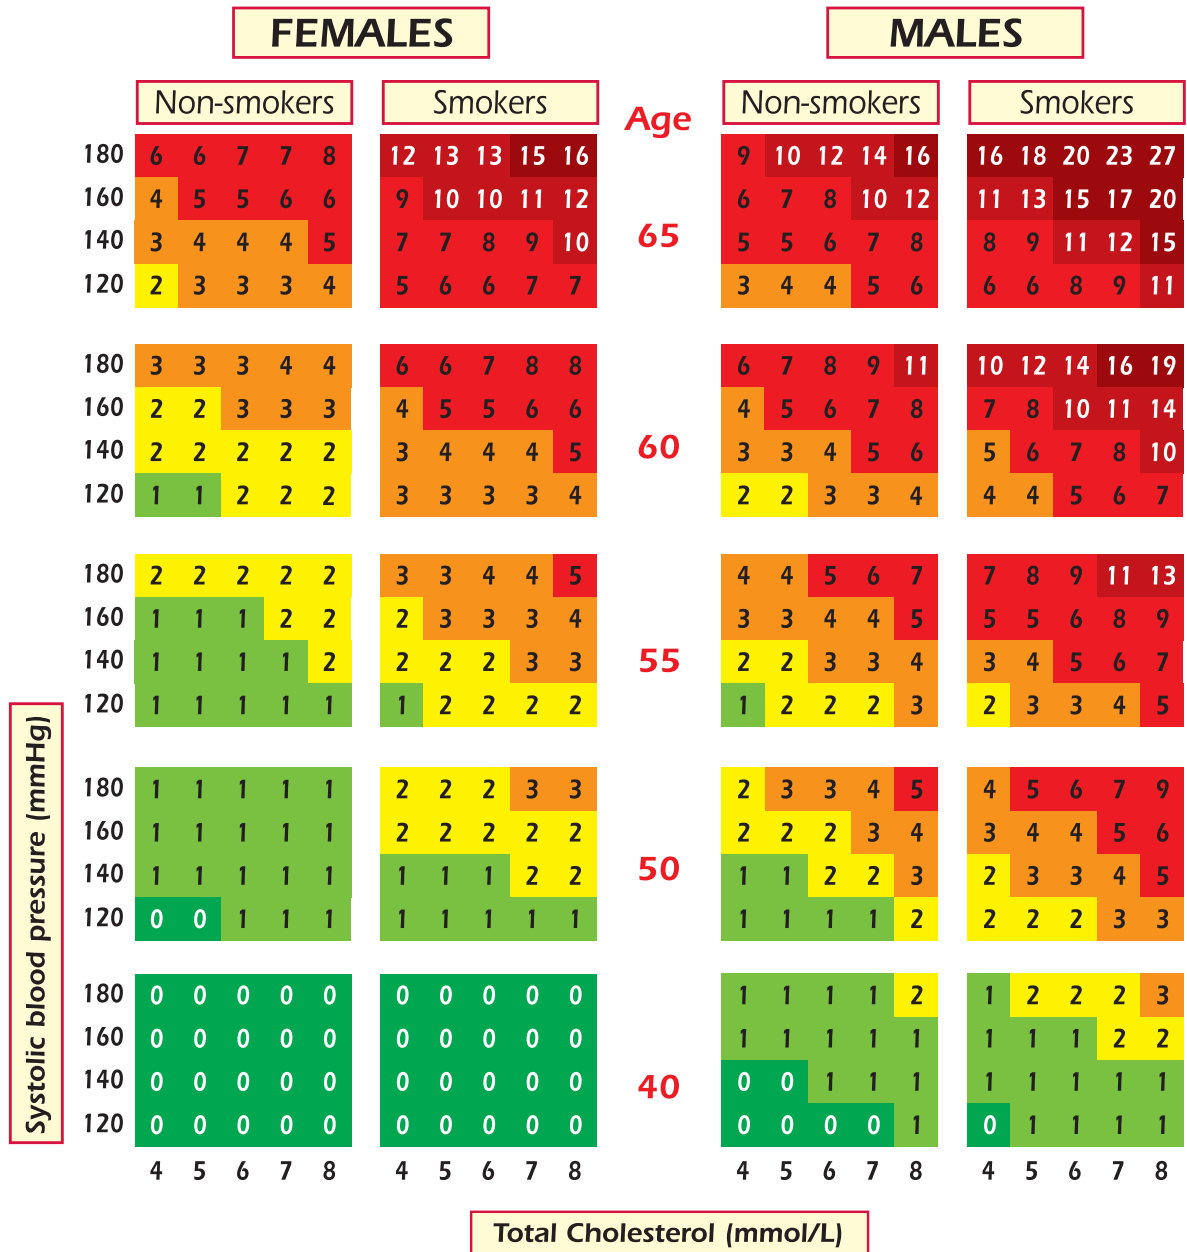 FEMALES MALES
Non-smokers Smokers Age Non-smokers Smokers
180 6 6 7 7 8 12 13 13 15 16 9 10 12 14 16 16 18 20 23 27
160 4 5 5 6 6 9 10 10 11 12 6 7 8 10 12 11 13 15 17 20
65
140 3 4 4 4 5 7 7 8 9 10 5 5 6 7 8 8 9 11 12 15
120 2 3 3 3 4 5 6 6 7 7 3 4 4 5 6 6 6 8 9 11
180 3 3 3 4 4 6 6 7 8 8 6 7 8 9 11 10 12 14 16 19
160 2 2 3 3 3 4 5 5 6 6 4 5 6 7 8 7 8 10 11 14
60
140 2 2 2 2 2 3 4 4 4 5 3 3 4 5 6 5 6 7 8 10
120 1 1 2 2 2 3 3 3 3 4 2 2 3 3 4 4 4 5 6 7
180 2 2 2 2 2 3 3 4 4 5 4 4 5 6 7 7 8 9 11 13
160 1 1 1 2 2 2 3 3 3 4 3 3 4 4 5 5 5 6 8 9
55
140 1 1 1 1 2 2 2 2 3 3 2 2 3 3 4 3 4 5 6 7
120 1 1 1 1 1 1 2 2 2 2 1 2 2 2 3 2 3 3 4 5
180 1 1 1 1 1 2 2 2 3 3 2 3 3 4 5 4 5 6 7 9
160 1 1 1 1 1 2 2 2 2 2 2 2 2 3 4 3 4 4 5 6
50
140 1 1 1 1 1 1 1 1 2 2 1 1 2 2 3 2 3 3 4 5
120 0 0 1 1 1 1 1 1 1 1 1 1 1 1 2 2 2 2 3 3
180 0 0 0 0 0 0 0 0 0 0 1 1 1 1 2 1 2 2 2 3
160 0 0 0 0 0 0 0 0 0 0 1 1 1 1 1 1 1 1 2 2
40
140 0 0 0 0 0 0 0 0 0 0 0 0 1 1 1 1 1 1 1 1
120 0 0 0 0 0 0 0 0 0 0 0 0 0 0 1 0 1 1 1 1
4 5 6 7 8 4 5 6 7 8 4 5 6 7 8 4 5 6 7 8
Systolic blood pressure (mmHg)
Total Cholesterol (mmol/L)